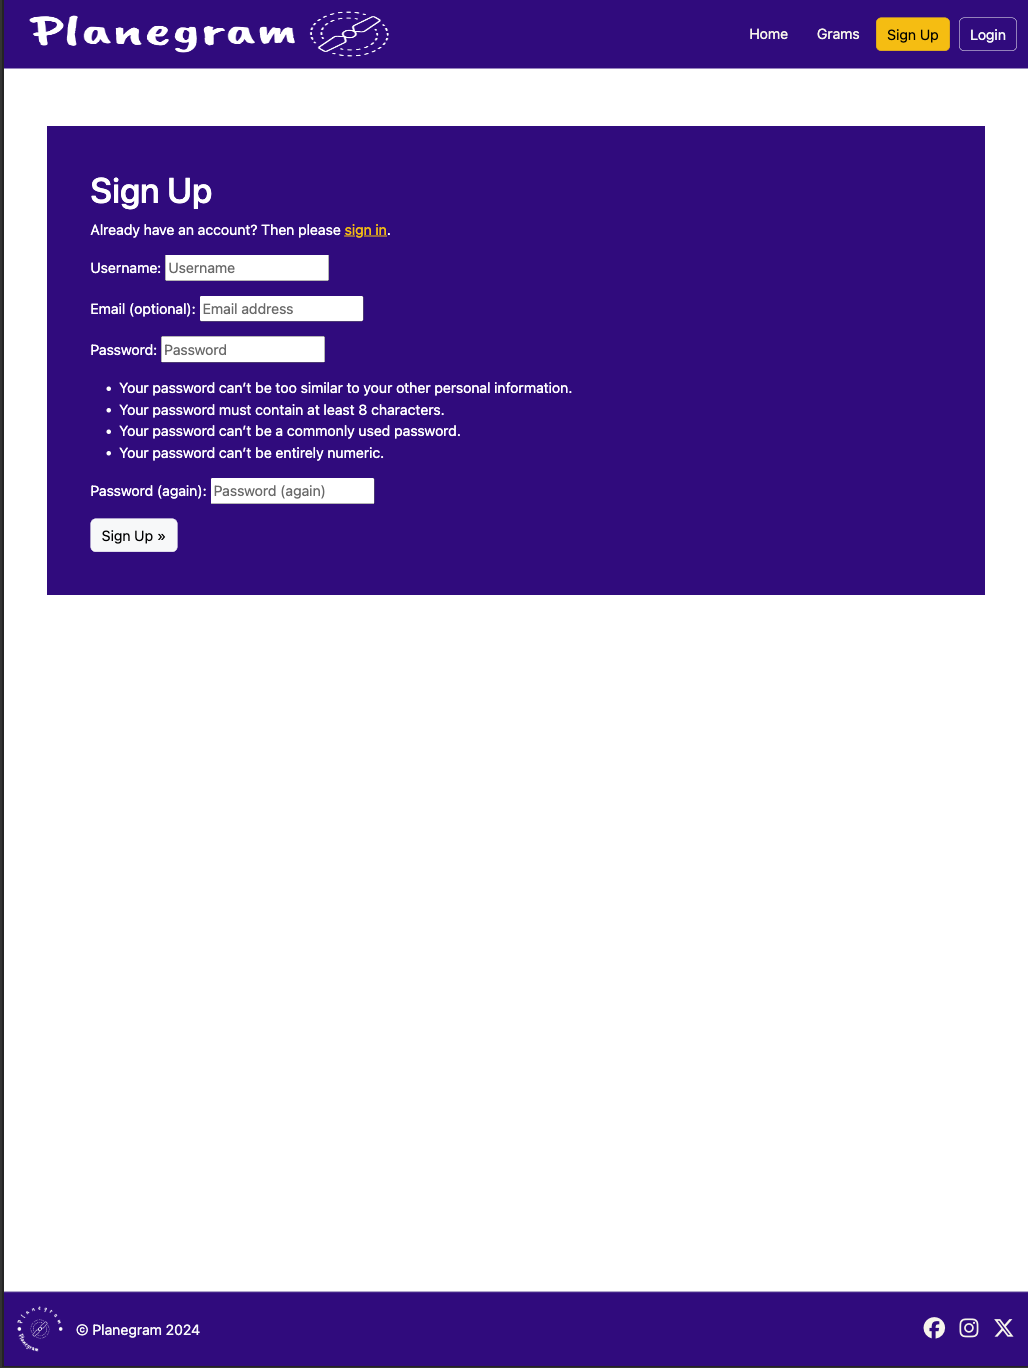 Planegram
Home Grams Sign Up Login
Sign Up
Already have an account? Then please sign in.
Username: Username
Email (optional): Email address
Password: Password
• Your password can’t be too similar to your other personal information.
• Your password must contain at least 8 characters.
• Your password can’t be a commonly used password.
• Your password can’t be entirely numeric.
Password (again): Password (again)
Sign Up »
Planegram
Planegram
© Planegram 2024